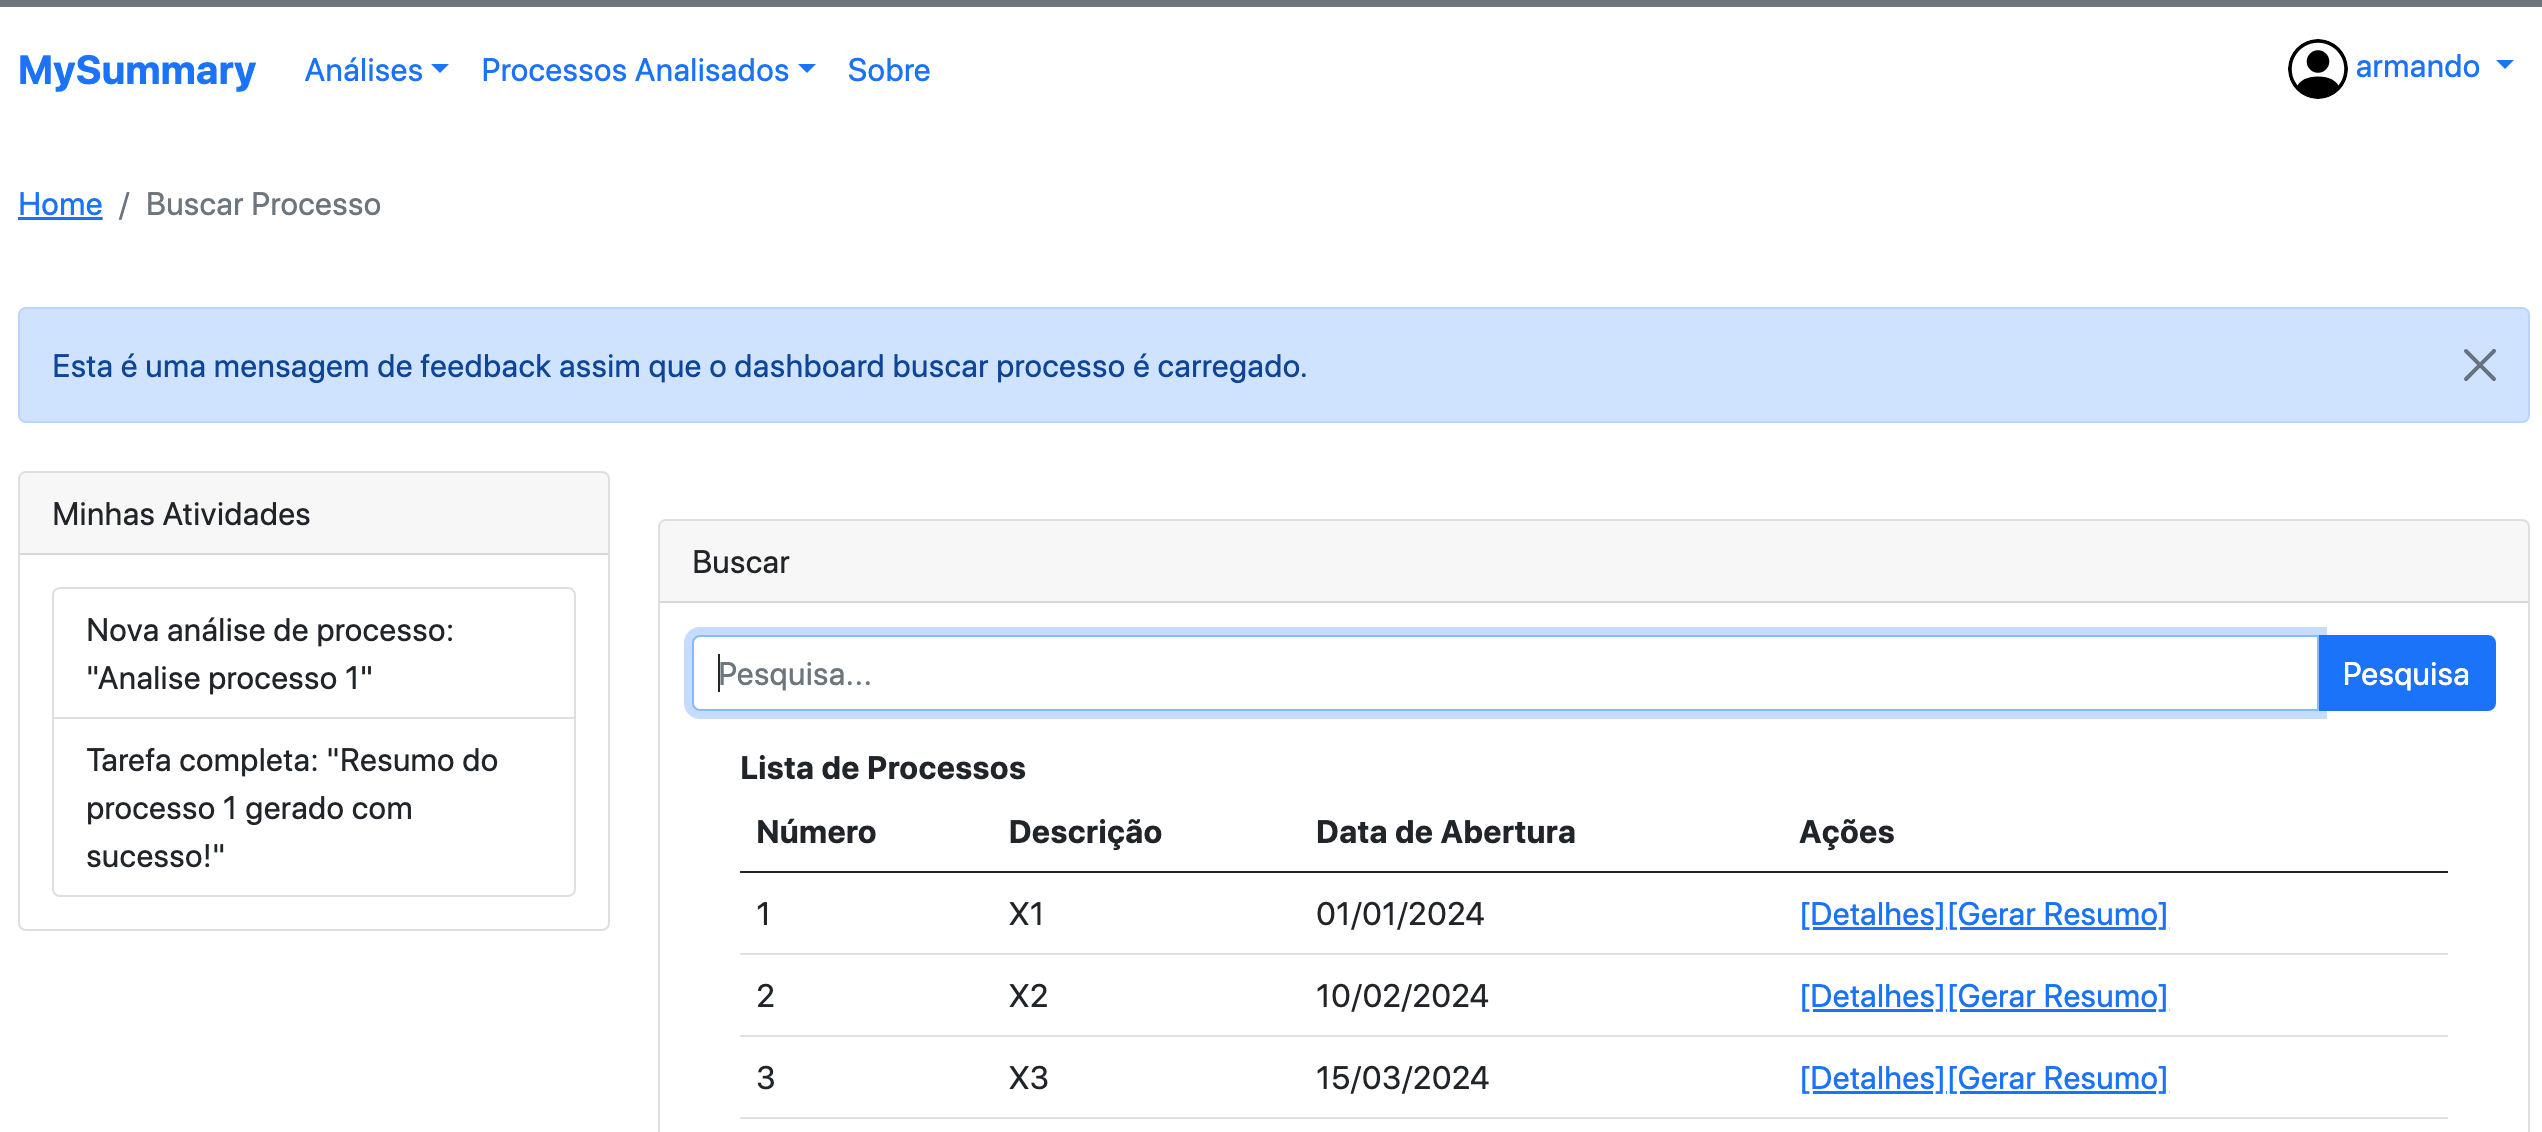 MySummary Análises Processos Analisados Sobre armando
Home / Buscar Processo
Esta é uma mensagem de feedback assim que o dashboard buscar processo é carregado.
Minhas Atividades
Nova análise de processo:
"Analise processo 1"
Tarefa completa: "Resumo do
processo 1 gerado com
sucesso!"
Buscar
Pesquisa... Pesquisa
Lista de Processos
Número Descrição Data de Abertura Ações
1 X1 01/01/2024 [Detalhes][Gerar Resumo]
2 X2 10/02/2024 [Detalhes][Gerar Resumo]
3 X3 15/03/2024 [Detalhes][Gerar Resumo]